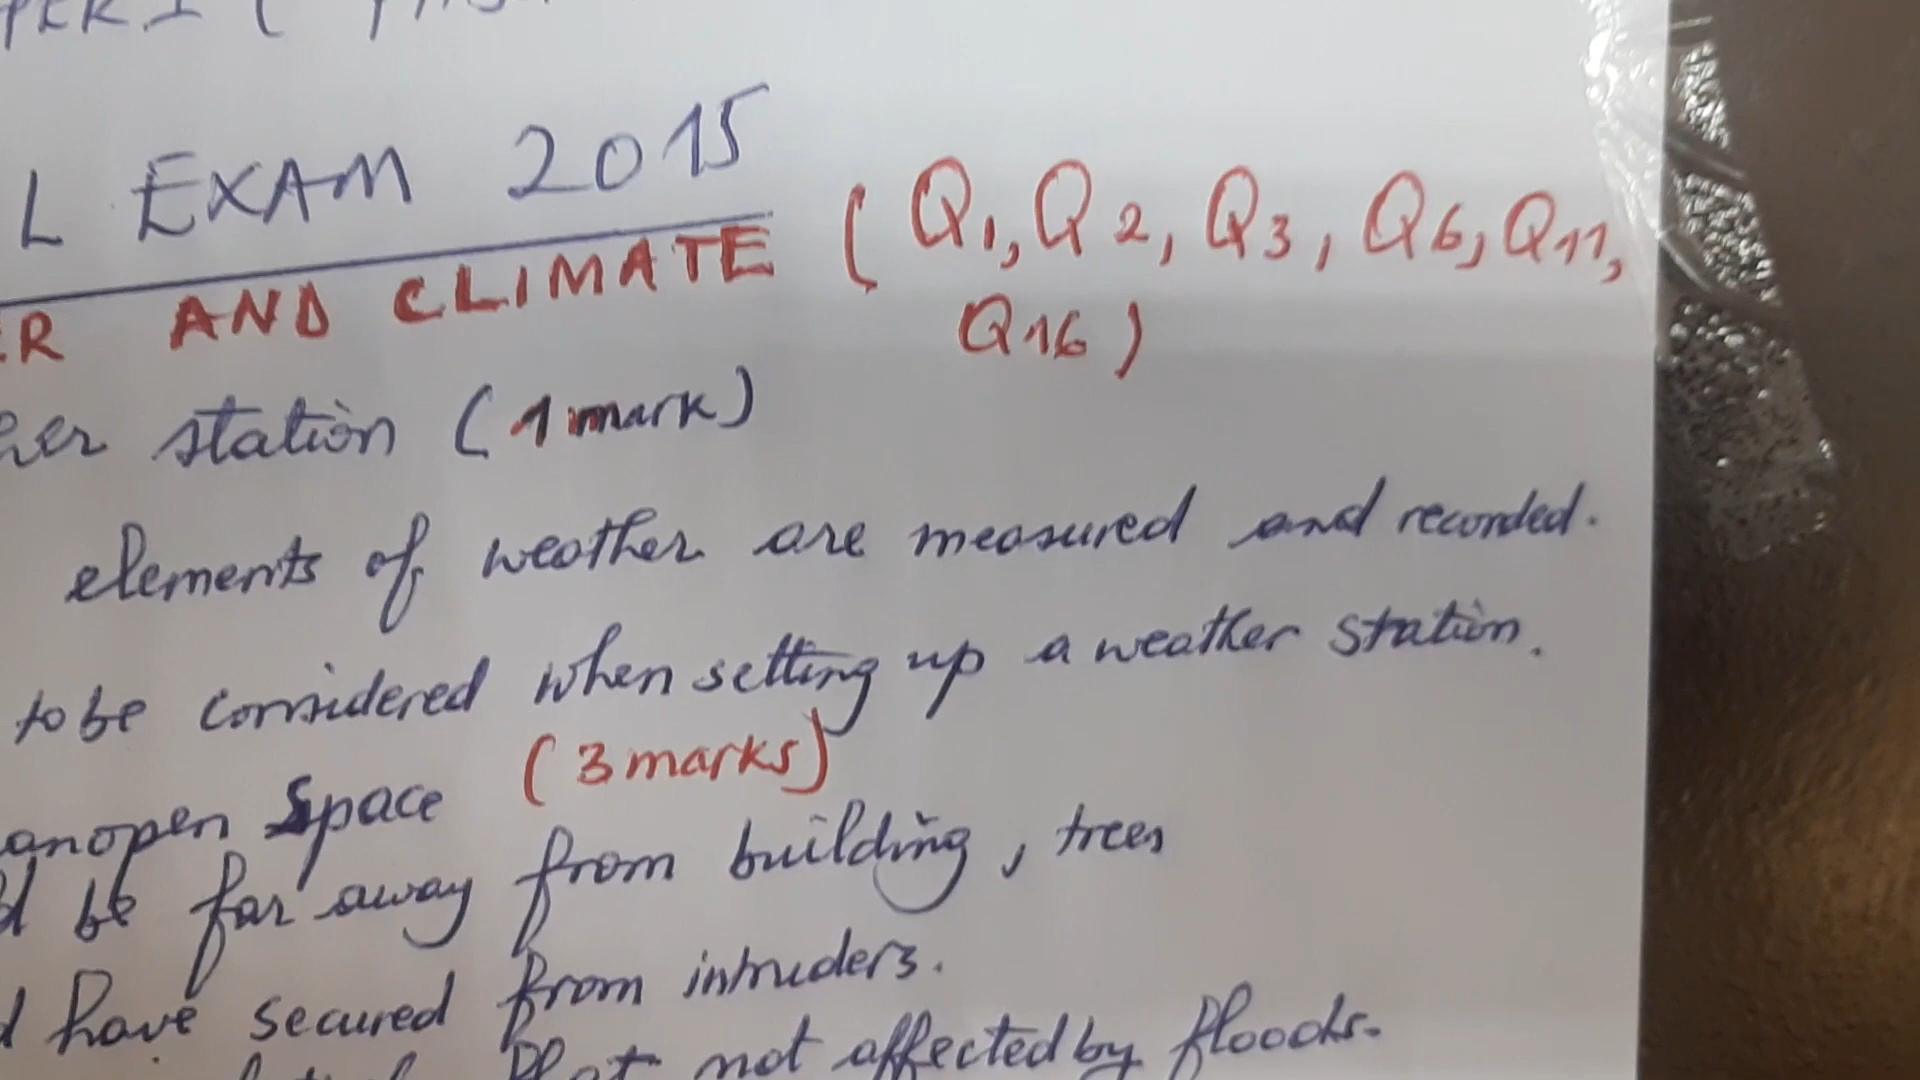 L EXAM 2015
ER AND CLIMATE (Q1, Q2, Q3, Q6, Q11,
Q16)
her station (1 mark)
elements of weather are measured and recorded.
to be considered when setting up a weather station.
(3 marks)
an open space
d be far away from building, trees
d have secured from intruders.
not affected by floods.